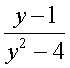 y − 1
y² − 4